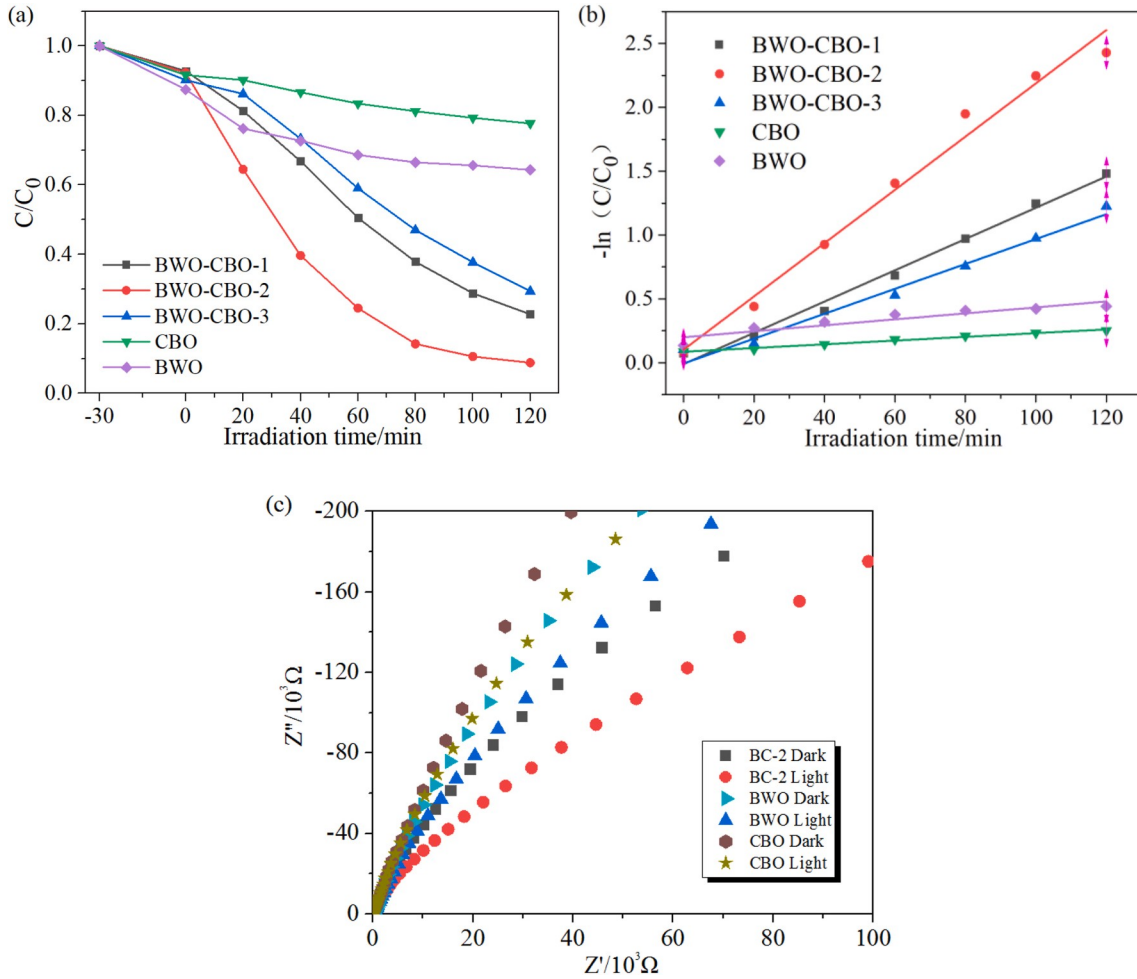 (a)
1.0
0.8
0.6
0.4
0.2
0.0
C/C0
BWO-CBO-1
BWO-CBO-2
BWO-CBO-3
CBO
BWO
-30 0 20 40 60 80 100 120
Irradiation time/min
(b)
2.5
2.0
1.5
1.0
0.5
0.0
-ln（C/C0）
BWO-CBO-1
BWO-CBO-2
BWO-CBO-3
CBO
BWO
0 20 40 60 80 100 120
Irradiation time/min
(c)
-200
-160
-120
-80
-40
0
Z''/10³Ω
BC-2 Dark
BC-2 Light
BWO Dark
BWO Light
CBO Dark
CBO Light
0 20 40 60 80 100
Z'/10³Ω